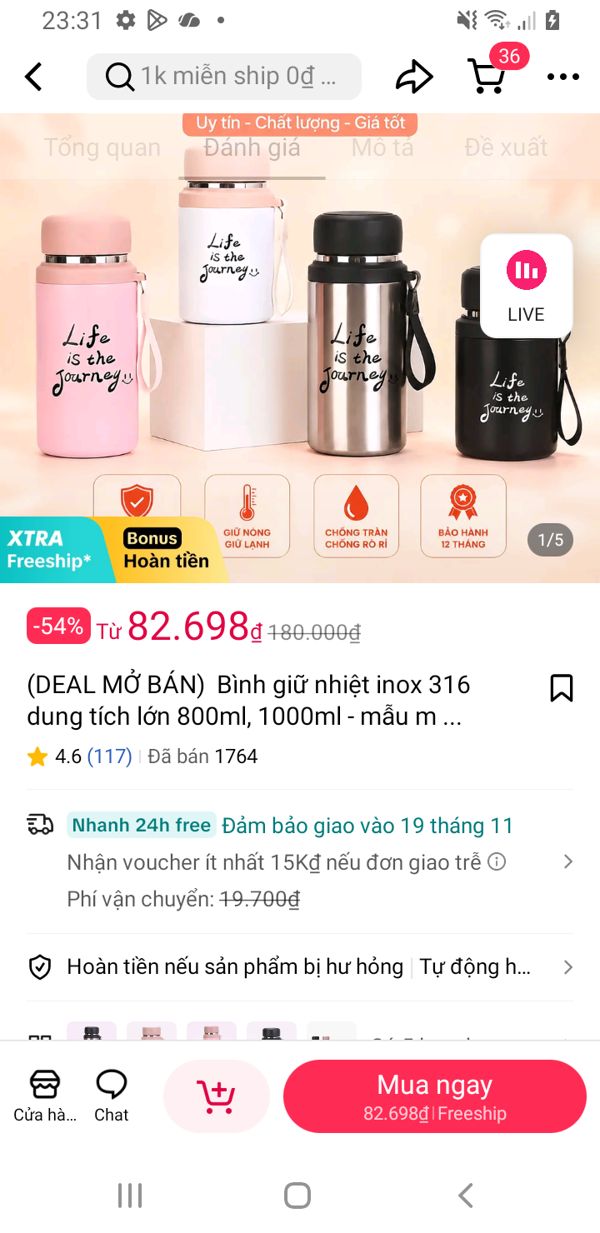 23:31
36
1k miễn ship 0₫ ...
Uy tín - Chất lượng - Giá tốt
Tổng quan
Đánh giá
Mô tả
Đề xuất
Life
is the
Journey
Life
is the
Journey
Life
is the
Journey
Life
is the
Journey
LIVE
GIỮ NÓNG
GIỮ LẠNH
CHỐNG TRÀN
CHỐNG RÒ RỈ
BẢO HÀNH
12 THÁNG
XTRA
Freeship*
Bonus
Hoàn tiền
1/5
-54% Từ 82.698₫ 180.000₫
(DEAL MỞ BÁN) Bình giữ nhiệt inox 316
dung tích lớn 800ml, 1000ml - mẫu m ...
4.6 (117) Đã bán 1764
Nhanh 24h free Đảm bảo giao vào 19 tháng 11
Nhận voucher ít nhất 15K₫ nếu đơn giao trễ
Phí vận chuyển: 19.700₫
Hoàn tiền nếu sản phẩm bị hư hỏng | Tự động h...
Cửa hà...
Chat
Mua ngay
82.698₫ | Freeship